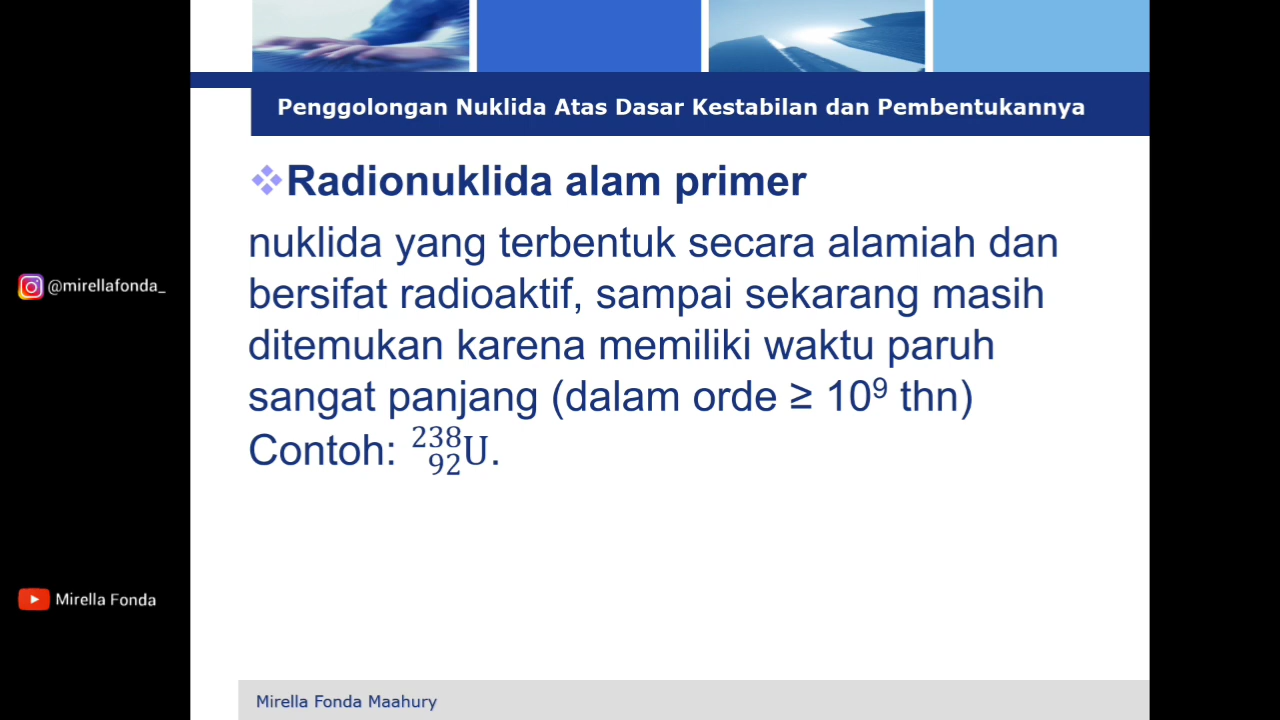 Penggolongan Nuklida Atas Dasar Kestabilan dan Pembentukannya
Radionuklida alam primer
nuklida yang terbentuk secara alamiah dan
bersifat radioaktif, sampai sekarang masih
ditemukan karena memiliki waktu paruh
sangat panjang (dalam orde ≥ 10⁹ thn)
Contoh: ²³⁸₉₂U.
@mirellafonda_
Mirella Fonda
Mirella Fonda Maahury